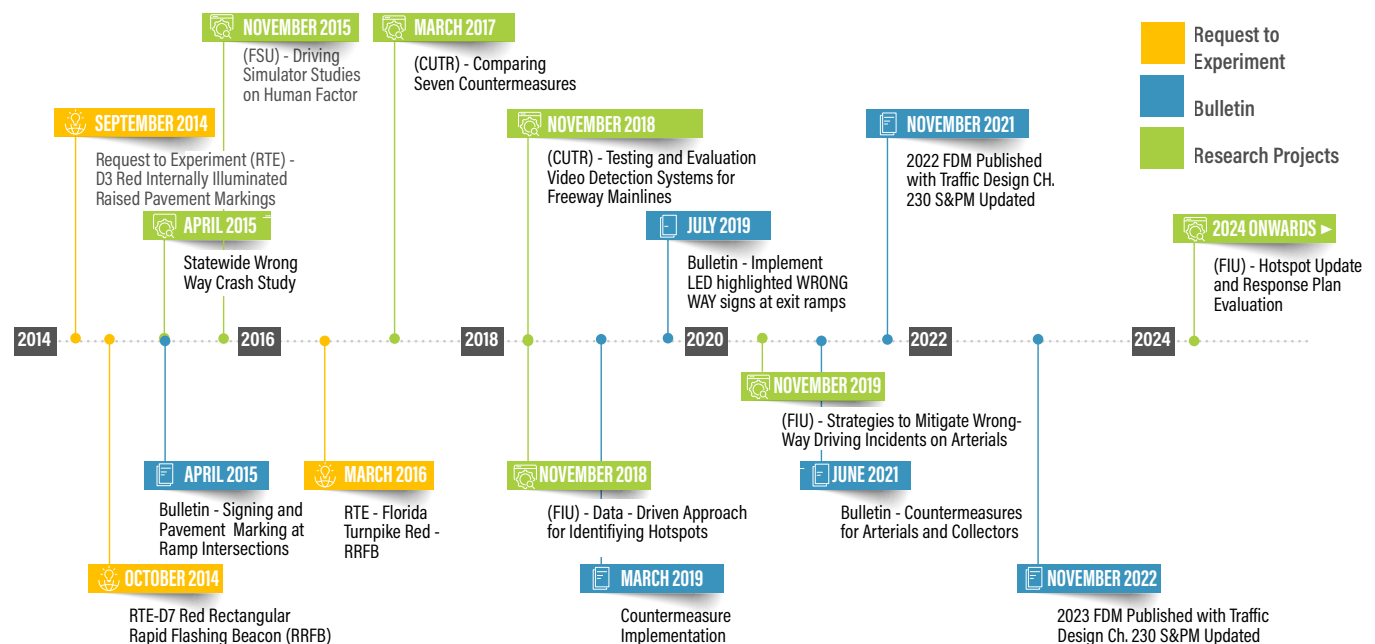 NOVEMBER 2015
(FSU) - Driving
Simulator Studies
on Human Factor
MARCH 2017
(CUTR) - Comparing
Seven Countermeasures
Request to
Experiment
Bulletin
Research Projects
SEPTEMBER 2014
Request to Experiment (RTE) -
D3 Red Internally Illuminated
Raised Pavement Markings
NOVEMBER 2018
(CUTR) - Testing and Evaluation
Video Detection Systems for
Freeway Mainlines
NOVEMBER 2021
2022 FDM Published
with Traffic Design CH.
230 S&PM Updated
APRIL 2015
Statewide Wrong
Way Crash Study
JULY 2019
Bulletin - Implement
LED highlighted WRONG
WAY signs at exit ramps
2024 ONWARDS ►
(FIU) - Hotspot Update
and Response Plan
Evaluation
2014
2016
2018
2020
2022
2024
NOVEMBER 2019
(FIU) - Strategies to Mitigate Wrong-
Way Driving Incidents on Arterials
APRIL 2015
Bulletin - Signing and
Pavement Marking at
Ramp Intersections
MARCH 2016
RTE - Florida
Turnpike Red -
RRFB
NOVEMBER 2018
(FIU) - Data - Driven Approach
for Identifiying Hotspots
JUNE 2021
Bulletin - Countermeasures
for Arterials and Collectors
OCTOBER 2014
RTE-D7 Red Rectangular
Rapid Flashing Beacon (RRFB)
MARCH 2019
Countermeasure
Implementation
NOVEMBER 2022
2023 FDM Published with Traffic
Design Ch. 230 S&PM Updated